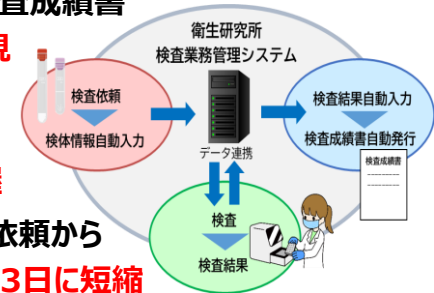 査成績書
現
衛生研究所
検査業務管理システム
検査依頼
検体情報自動入力
データ連携
検査結果自動入力
検査成績書自動発行
検査成績書
依頼から
3日に短縮
検査
検査結果